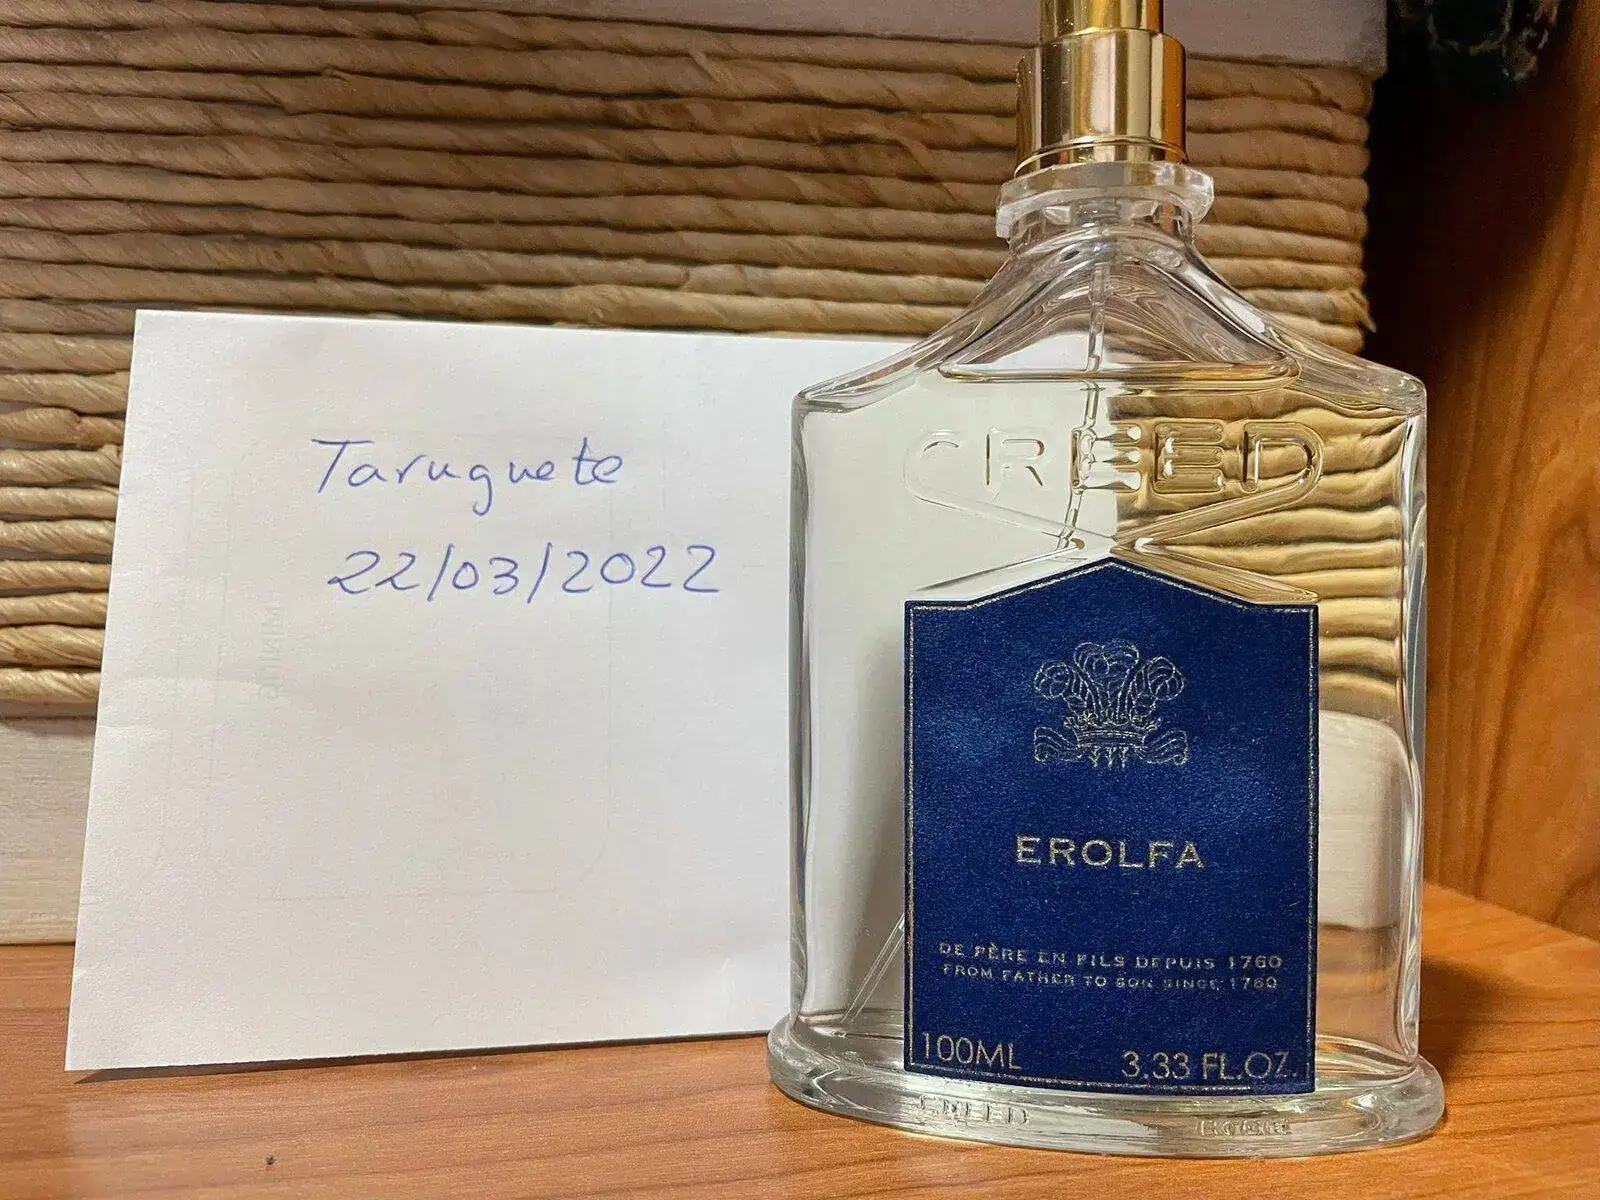 Taruguete
22/03/2022
CREED
EROLFA
DE PÈRE EN FILS DEPUIS 1760
FROM FATHER TO SON SINCE 1760
100ML 3,33 FL.OZ.
CREED